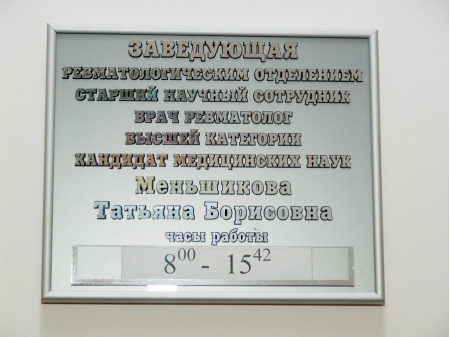 ЗАВЕДУЮЩАЯ
РЕВМАТОЛОГИЧЕСКИМ ОТДЕЛЕНИЕМ
СТАРШИЙ НАУЧНЫЙ СОТРУДНИК
ВРАЧ РЕВМАТОЛОГ
ВЫСШЕЙ КАТЕГОРИИ
КАНДИДАТ МЕДИЦИНСКИХ НАУК
Меньшикова
Татьяна Борисовна
часы работы
8⁰⁰ - 15⁴²